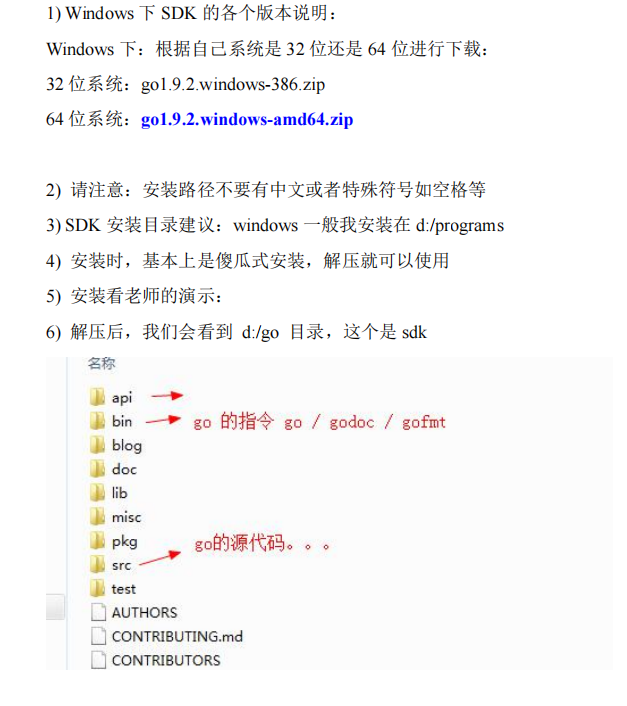 1) Windows 下 SDK 的各个版本说明：
Windows 下：根据自己系统是 32 位还是 64 位进行下载：
32 位系统：go1.9.2.windows-386.zip
64 位系统：go1.9.2.windows-amd64.zip
2) 请注意：安装路径不要有中文或者特殊符号如空格等
3) SDK 安装目录建议：windows 一般我安装在 d:/programs
4) 安装时，基本上是傻瓜式安装，解压就可以使用
5) 安装看老师的演示：
6) 解压后，我们会看到 d:/go 目录，这个是 sdk
名称
api
bin go 的指令 go / godoc / gofmt
blog
doc
lib
misc
pkg go的源代码。。。
src
test
AUTHORS
CONTRIBUTING.md
CONTRIBUTORS